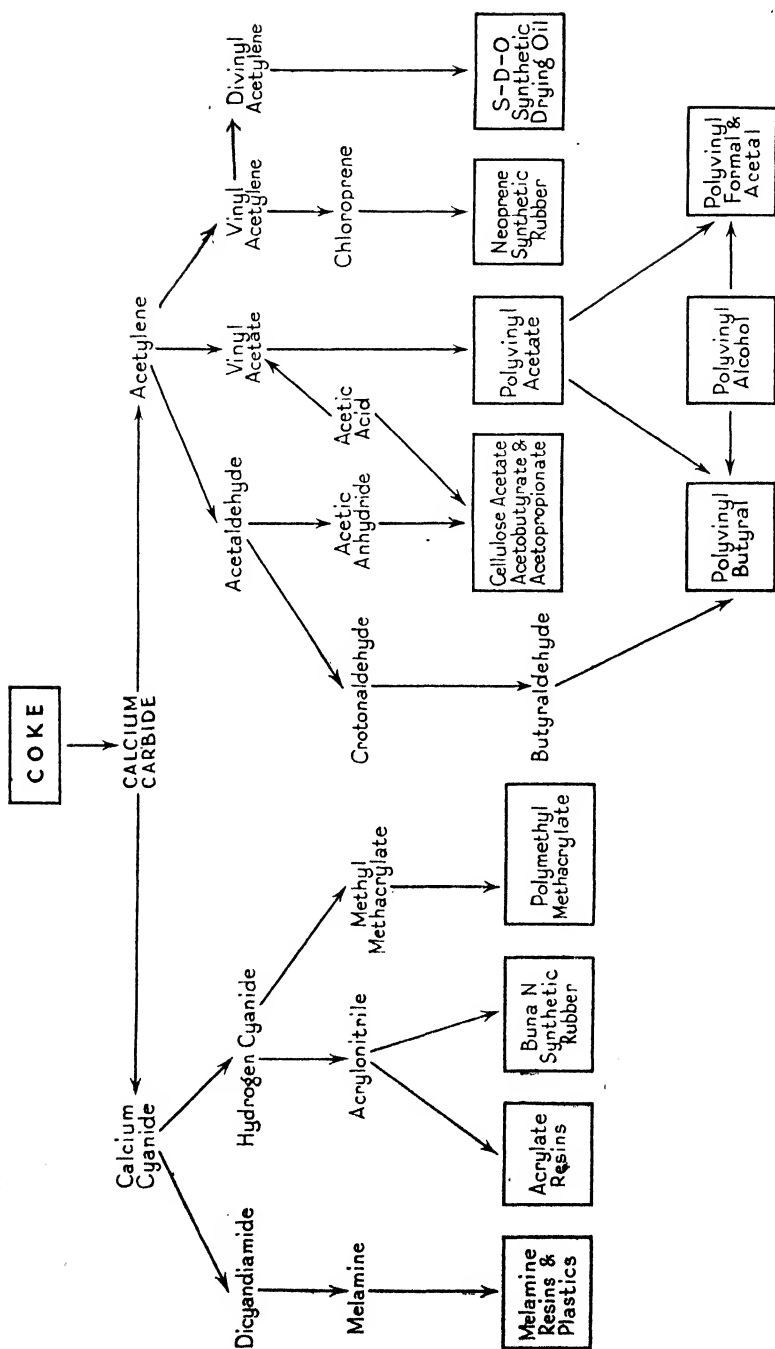 COKE
CALCIUM
CARBIDE
Calcium
Cyanide
Acetylene
Dicyandiamide
Hydrogen Cyanide
Acetaldehyde
Vinyl
Acetate
Vinyl
Acetylene
Divinyl
Acetylene
Melamine
Acrylonitrile
Methyl
Methacrylate
Crotonaldehyde
Acetic
Anhydride
Acetic
Acid
Chloroprene
Melamine
Resins &
Plastics
Acrylate
Resins
Buna N
Synthetic
Rubber
Polymethyl
Methacrylate
Butyraldehyde
Cellulose Acetate
Acetobutyrate &
Acetopropionate
Polyvinyl
Acetate
Neoprene
Synthetic
Rubber
S-D-O
Synthetic
Drying Oil
Polyvinyl
Butyral
Polyvinyl
Alcohol
Polyvinyl
Formal &
Acetal